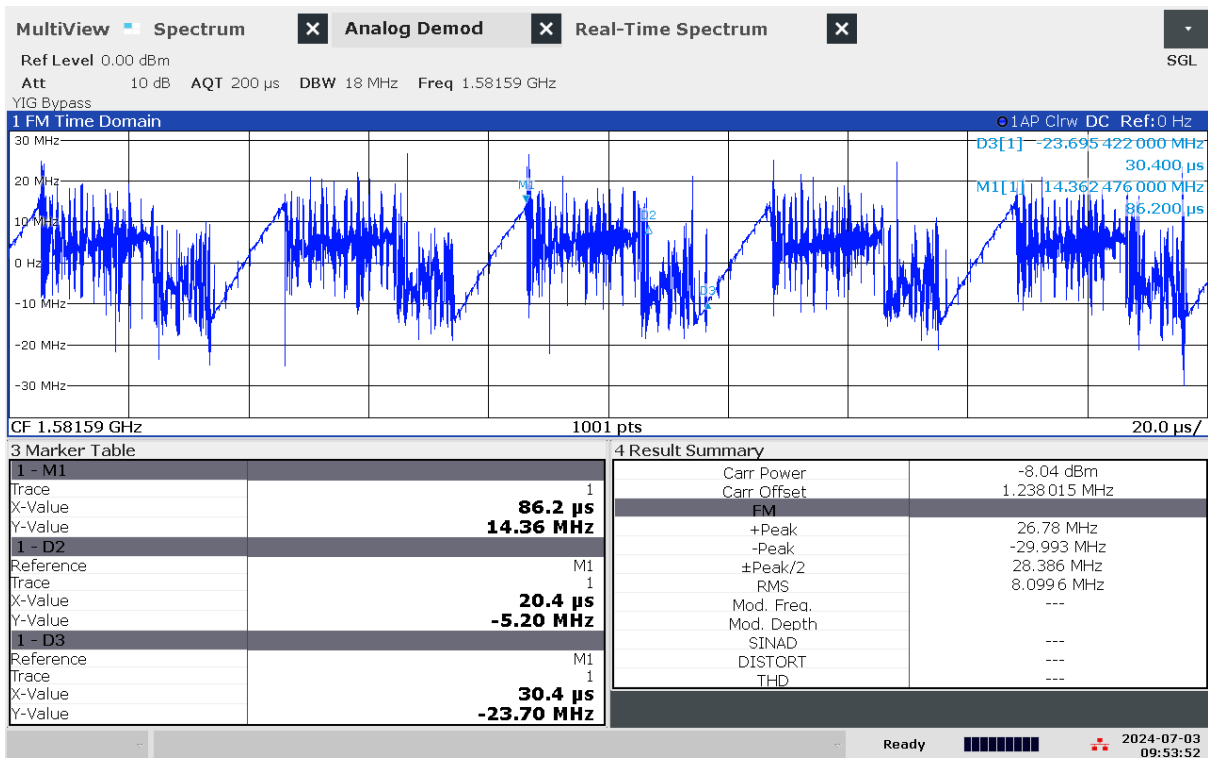 MultiView Spectrum Analog Demod Real-Time Spectrum
Ref Level 0.00 dBm SGL
Att 10 dB AQT 200 µs DBW 18 MHz Freq 1.58159 GHz
YIG Bypass
1 FM Time Domain 1AP Clrw DC Ref:0 Hz
30 MHz
D3[1] -23.695 422 000 MHz
30.400 µs
20 MHz
M1
M1[1] 14.362 476 000 MHz
86.200 µs
10 MHz
D2
0 Hz
D3
-10 MHz
-20 MHz
-30 MHz
CF 1.58159 GHz 1001 pts 20.0 µs/
3 Marker Table
1 - M1
Trace 1
X-Value 86.2 µs
Y-Value 14.36 MHz
1 - D2
Reference M1
Trace 1
X-Value 20.4 µs
Y-Value -5.20 MHz
1 - D3
Reference M1
Trace 1
X-Value 30.4 µs
Y-Value -23.70 MHz
4 Result Summary
Carr Power -8.04 dBm
Carr Offset 1.238 015 MHz
FM
+Peak 26.78 MHz
-Peak -29.993 MHz
±Peak/2 28.386 MHz
RMS 8.0996 MHz
Mod. Freq. ---
Mod. Depth
SINAD ---
DISTORT ---
THD ---
Ready 2024-07-03
09:53:52